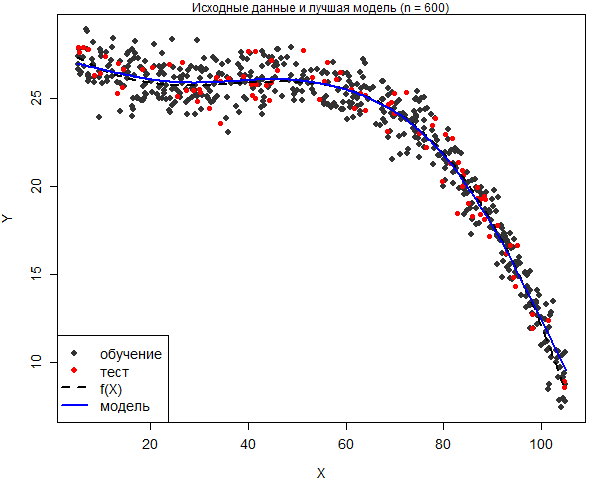 Исходные данные и лучшая модель (n = 600)
25
20
15
10
Y
обучение
тест
f(X)
модель
20 40 60 80 100
X